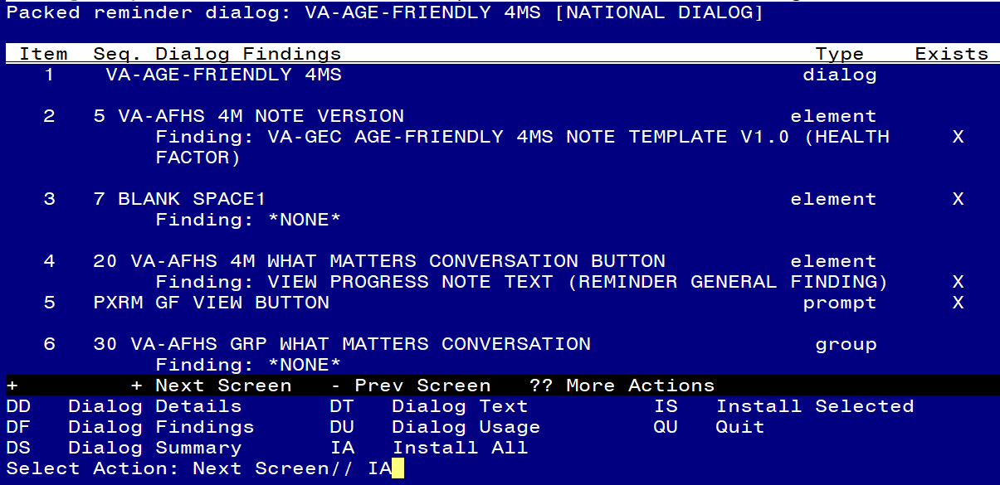 Packed reminder dialog: VA-AGE-FRIENDLY 4MS [NATIONAL DIALOG]
Item Seq. Dialog Findings Type Exists
1 VA-AGE-FRIENDLY 4MS dialog
2 5 VA-AFHS 4M NOTE VERSION element
Finding: VA-GEC AGE-FRIENDLY 4MS NOTE TEMPLATE V1.0 (HEALTH X
FACTOR)
3 7 BLANK SPACE1 element X
Finding: *NONE*
4 20 VA-AFHS 4M WHAT MATTERS CONVERSATION BUTTON element
Finding: VIEW PROGRESS NOTE TEXT (REMINDER GENERAL FINDING) X
5 PXRM GF VIEW BUTTON prompt X
6 30 VA-AFHS GRP WHAT MATTERS CONVERSATION group
Finding: *NONE*
+ + Next Screen - Prev Screen ?? More Actions
DD Dialog Details DT Dialog Text IS Install Selected
DF Dialog Findings DU Dialog Usage QU Quit
DS Dialog Summary IA Install All
Select Action: Next Screen// IA